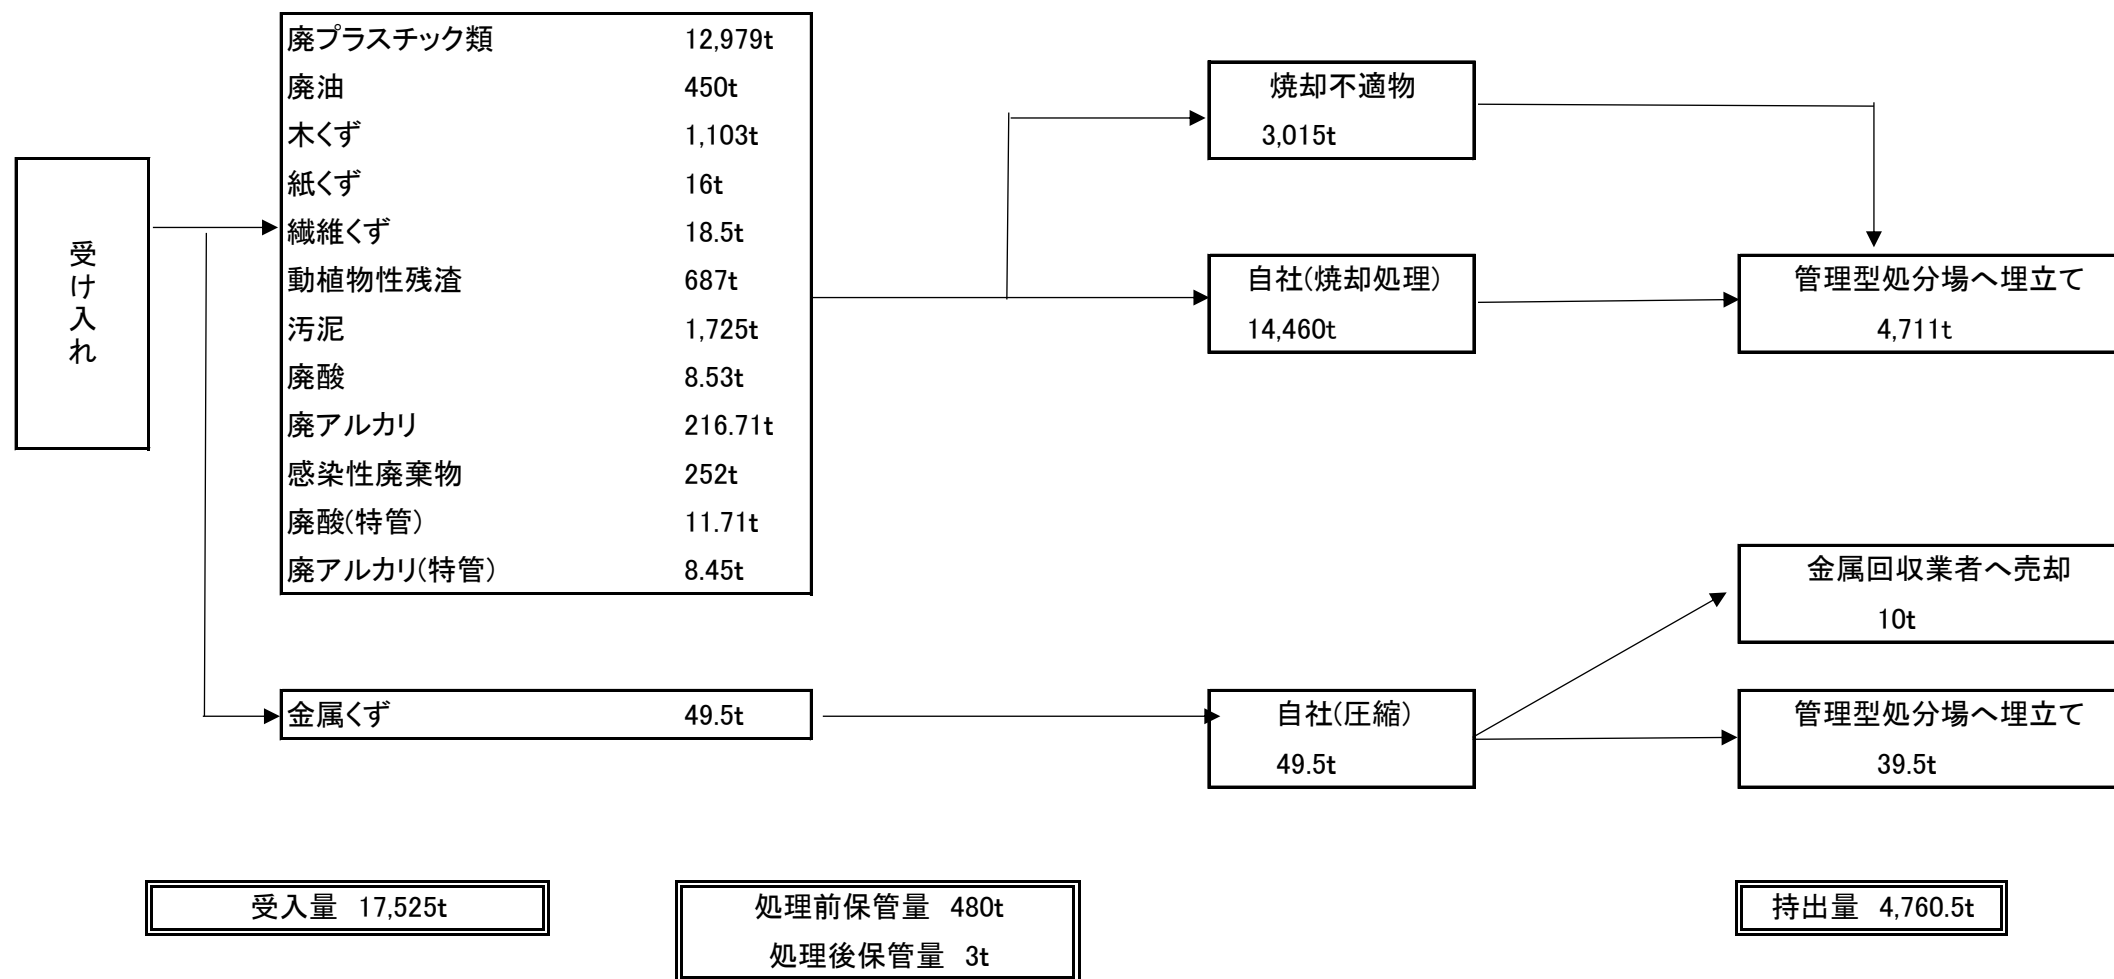 受け入れ
廃プラスチック類 12,979t
廃油 450t
木くず 1,103t
紙くず 16t
繊維くず 18.5t
動植物性残渣 687t
汚泥 1,725t
廃酸 8.53t
廃アルカリ 216.71t
感染性廃棄物 252t
廃酸(特管) 11.71t
廃アルカリ(特管) 8.45t
金属くず 49.5t
焼却不適物
3,015t
自社(焼却処理)
14,460t
自社(圧縮)
49.5t
管理型処分場へ埋立て
4,711t
金属回収業者へ売却
10t
管理型処分場へ埋立て
39.5t
受入量 17,525t
処理前保管量 480t
処理後保管量 3t
持出量 4,760.5t